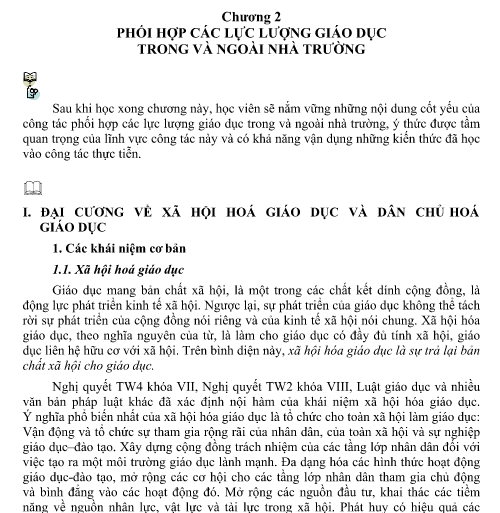 Chương 2
PHỐI HỢP CÁC LỰC LƯỢNG GIÁO DỤC
TRONG VÀ NGOÀI NHÀ TRƯỜNG
Sau khi học xong chương này, học viên sẽ nắm vững những nội dung cốt yếu của
công tác phối hợp các lực lượng giáo dục trong và ngoài nhà trường, ý thức được tầm
quan trọng của lĩnh vực công tác này và có khả năng vận dụng những kiến thức đã học
vào công tác thực tiễn.
I. ĐẠI CƯƠNG VỀ XÃ HỘI HOÁ GIÁO DỤC VÀ DÂN CHỦ HOÁ
GIÁO DỤC
1. Các khái niệm cơ bản
1.1. Xã hội hoá giáo dục
Giáo dục mang bản chất xã hội, là một trong các chất kết dính cộng đồng, là
động lực phát triển kinh tế xã hội. Ngược lại, sự phát triển của giáo dục không thể tách
rời sự phát triển của cộng đồng nói riêng và của kinh tế xã hội nói chung. Xã hội hóa
giáo dục, theo nghĩa nguyên của từ, là làm cho giáo dục có đầy đủ tính xã hội, giáo
dục liên hệ hữu cơ với xã hội. Trên bình diện này, xã hội hóa giáo dục là sự trả lại bản
chất xã hội cho giáo dục.
Nghị quyết TW4 khóa VII, Nghị quyết TW2 khóa VIII, Luật giáo dục và nhiều
văn bản pháp luật khác đã xác định nội hàm của khái niệm xã hội hóa giáo dục.
Ý nghĩa phổ biến nhất của xã hội hóa giáo dục là tổ chức cho toàn xã hội làm giáo dục:
Vận động và tổ chức sự tham gia rộng rãi của nhân dân, của toàn xã hội và sự nghiệp
giáo dục–đào tạo. Xây dựng cộng đồng trách nhiệm của các tầng lớp nhân dân đối với
việc tạo ra một môi trường giáo dục lành mạnh. Đa dạng hóa các hình thức hoạt động
giáo dục-đào tạo, mở rộng các cơ hội cho các tầng lớp nhân dân tham gia chủ động
và bình đẳng vào các hoạt động đó. Mở rộng các nguồn đầu tư, khai thác các tiềm
năng về nguồn nhân lực, vật lực và tài lực trong xã hội. Phát huy có hiệu quả các